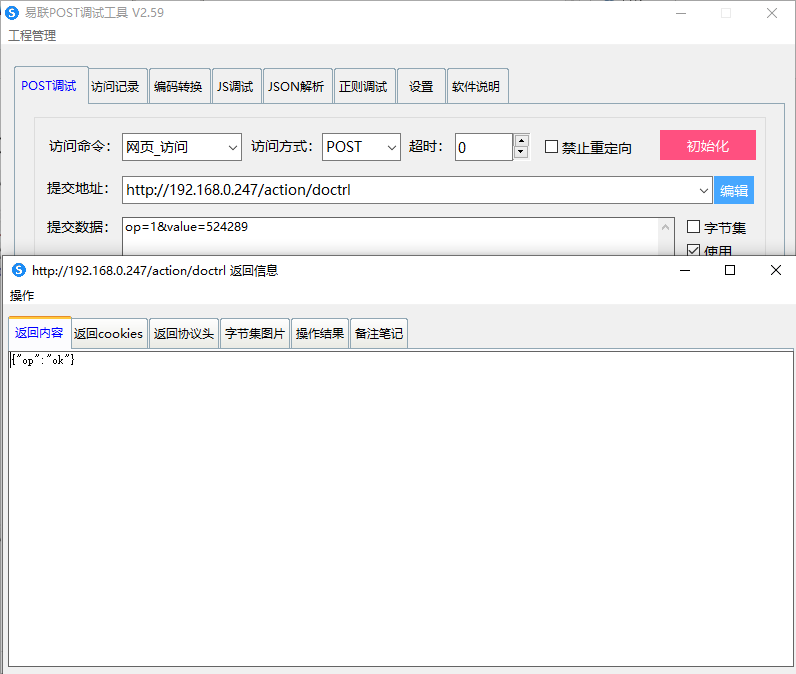 易联POST调试工具 V2.59
工程管理
POST调试 访问记录 编码转换 JS调试 JSON解析 正则调试 设置 软件说明
访问命令: 网页_访问 访问方式: POST 超时: 0 禁止重定向 初始化
提交地址: http://192.168.0.247/action/doctrl 编辑
提交数据: op=1&value=524289 字节集
使用
http://192.168.0.247/action/doctrl 返回信息
操作
返回内容 返回cookies 返回协议头 字节集图片 操作结果 备注笔记
{"op":"ok"}